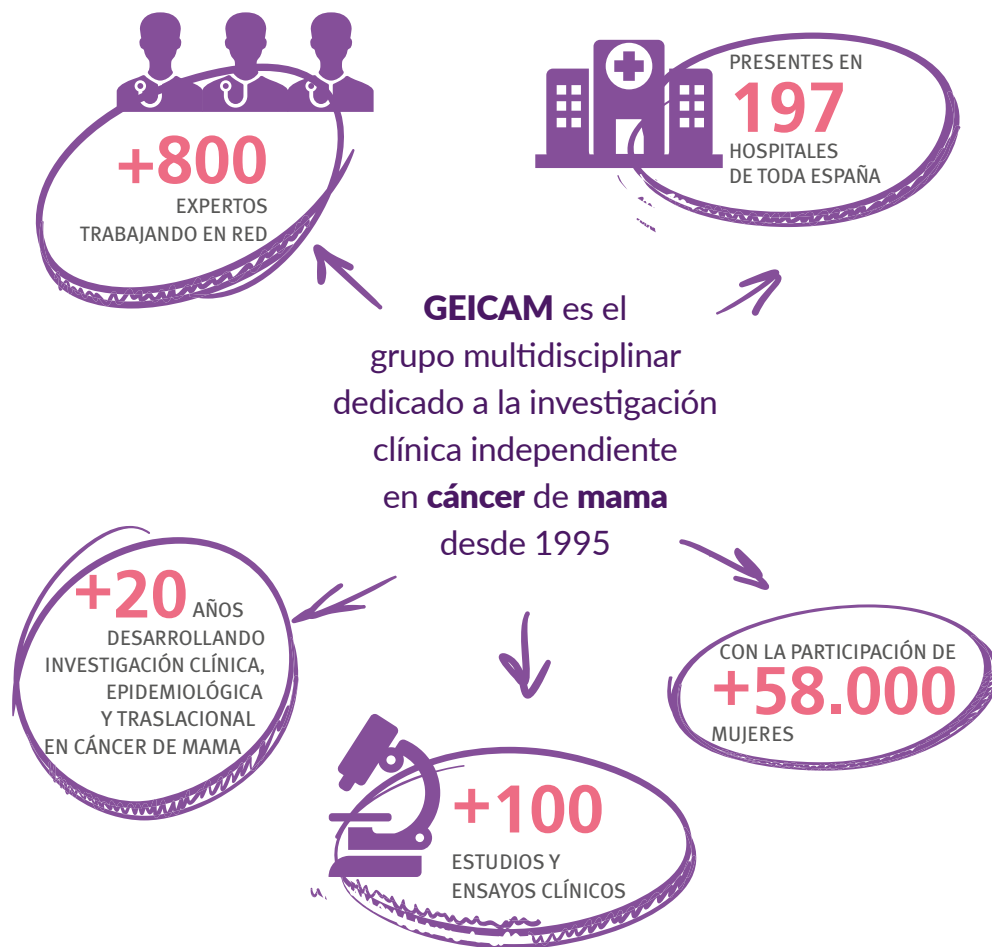 +800
EXPERTOS
TRABAJANDO EN RED
PRESENTES EN
197
HOSPITALES
DE TODA ESPAÑA
GEICAM es el
grupo multidisciplinar
dedicado a la investigación
clínica independiente
en cáncer de mama
desde 1995
+20 AÑOS
DESARROLLANDO
INVESTIGACIÓN CLÍNICA,
EPIDEMIOLÓGICA
Y TRASLACIONAL
EN CÁNCER DE MAMA
CON LA PARTICIPACIÓN DE
+58.000
MUJERES
+100
ESTUDIOS Y
ENSAYOS CLÍNICOS